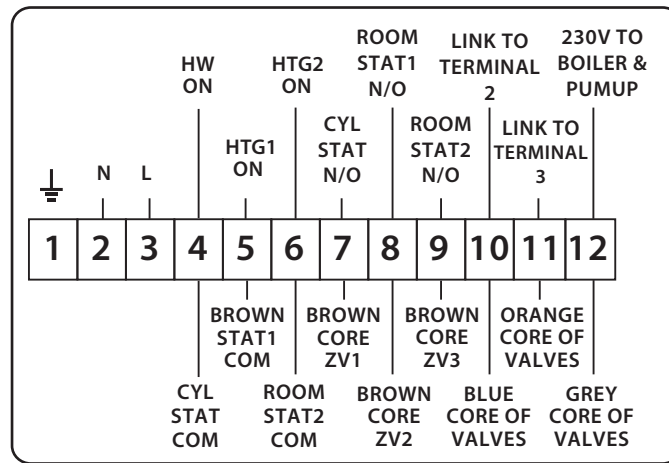 HW
ON
HTG2
ON
ROOM
STAT1
N/O
LINK TO
TERMINAL
2
230V TO
BOILER &
PUMUP
N
L
HTG1
ON
CYL
STAT
N/O
ROOM
STAT2
N/O
LINK TO
TERMINAL
3
1 2 3 4 5 6 7 8 9 10 11 12
BROWN
STAT1
COM
BROWN
CORE
ZV1
BROWN
CORE
ZV3
ORANGE
CORE OF
VALVES
CYL
STAT
COM
ROOM
STAT2
COM
BROWN
CORE
ZV2
BLUE
CORE OF
VALVES
GREY
CORE OF
VALVES